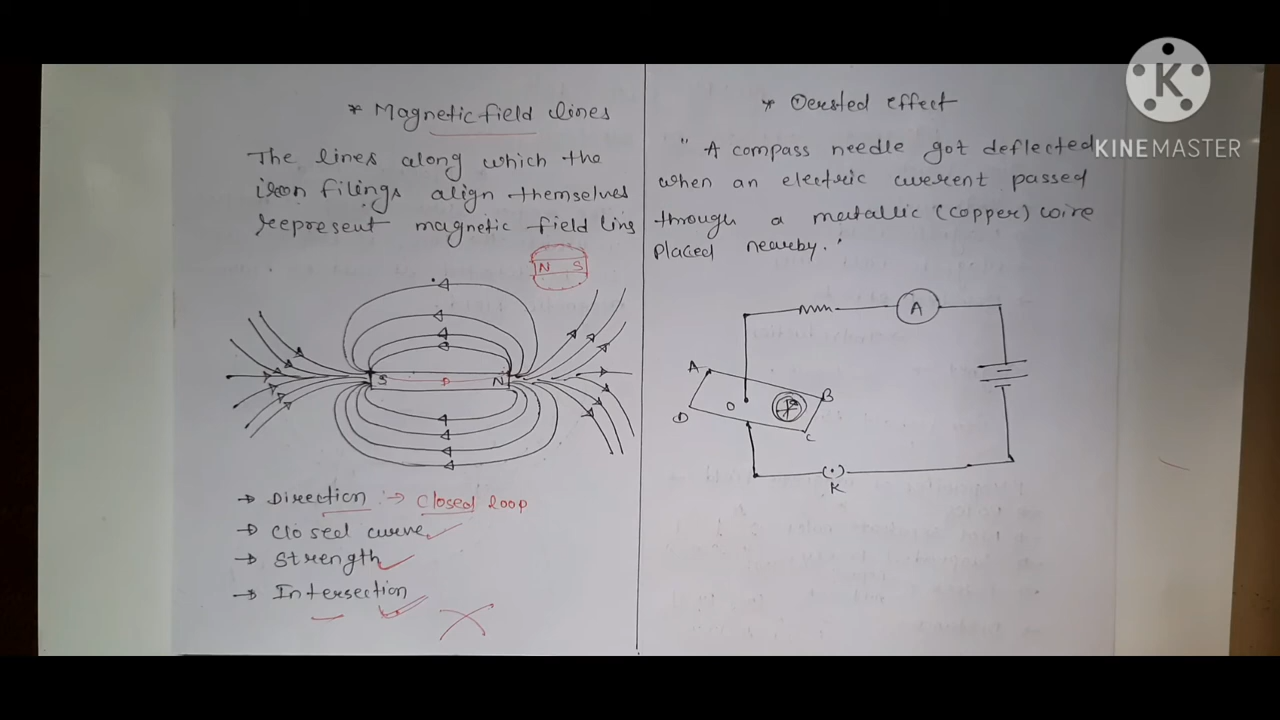 * Magnetic field lines
The lines along which the
iron filings align themselves
represent magnetic field lins
N S
S P N
→ Direction :→ Closed loop
→ Closed curve
→ Strength
→ Intersection
* Oersted effect
" A compass needle got deflected
when an electric current passed
through a metallic (copper) wire
placed nearby."
A
A
B
O
D
C
K
K
KINEMASTER